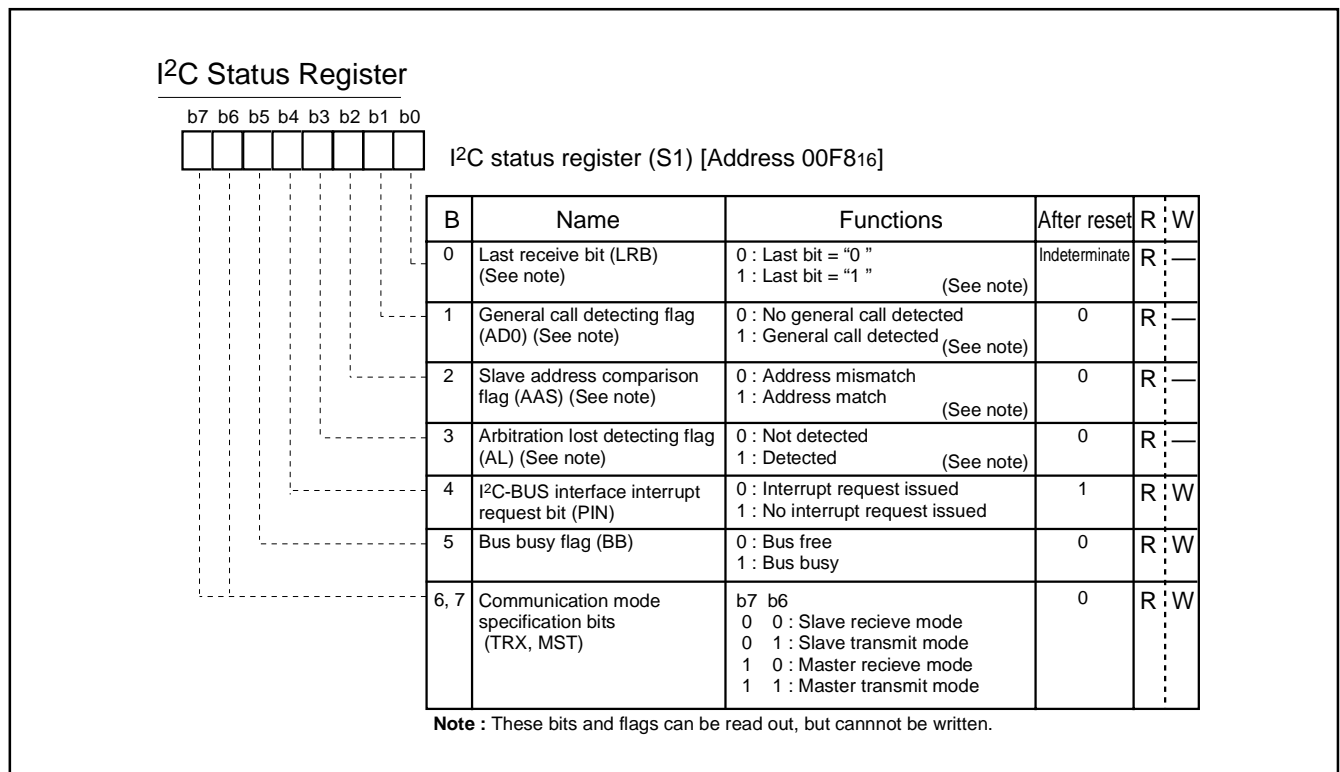 I2C Status Register
b7 b6 b5 b4 b3 b2 b1 b0
I2C status register (S1) [Address 00F816]
B Name Functions After reset R W
0 Last receive bit (LRB) 0 : Last bit = “0 ” Indeterminate R —
(See note) 1 : Last bit = “1 ” (See note)
1 General call detecting flag 0 : No general call detected 0 R —
(AD0) (See note) 1 : General call detected (See note)
2 Slave address comparison 0 : Address mismatch 0 R —
flag (AAS) (See note) 1 : Address match (See note)
3 Arbitration lost detecting flag 0 : Not detected 0 R —
(AL) (See note) 1 : Detected (See note)
4 I2C-BUS interface interrupt 0 : Interrupt request issued 1 R W
request bit (PIN) 1 : No interrupt request issued
5 Bus busy flag (BB) 0 : Bus free 0 R W
1 : Bus busy
6, 7 Communication mode b7 b6 0 R W
specification bits 0 0 : Slave recieve mode
(TRX, MST) 0 1 : Slave transmit mode
1 0 : Master recieve mode
1 1 : Master transmit mode
Note : These bits and flags can be read out, but cannnot be written.